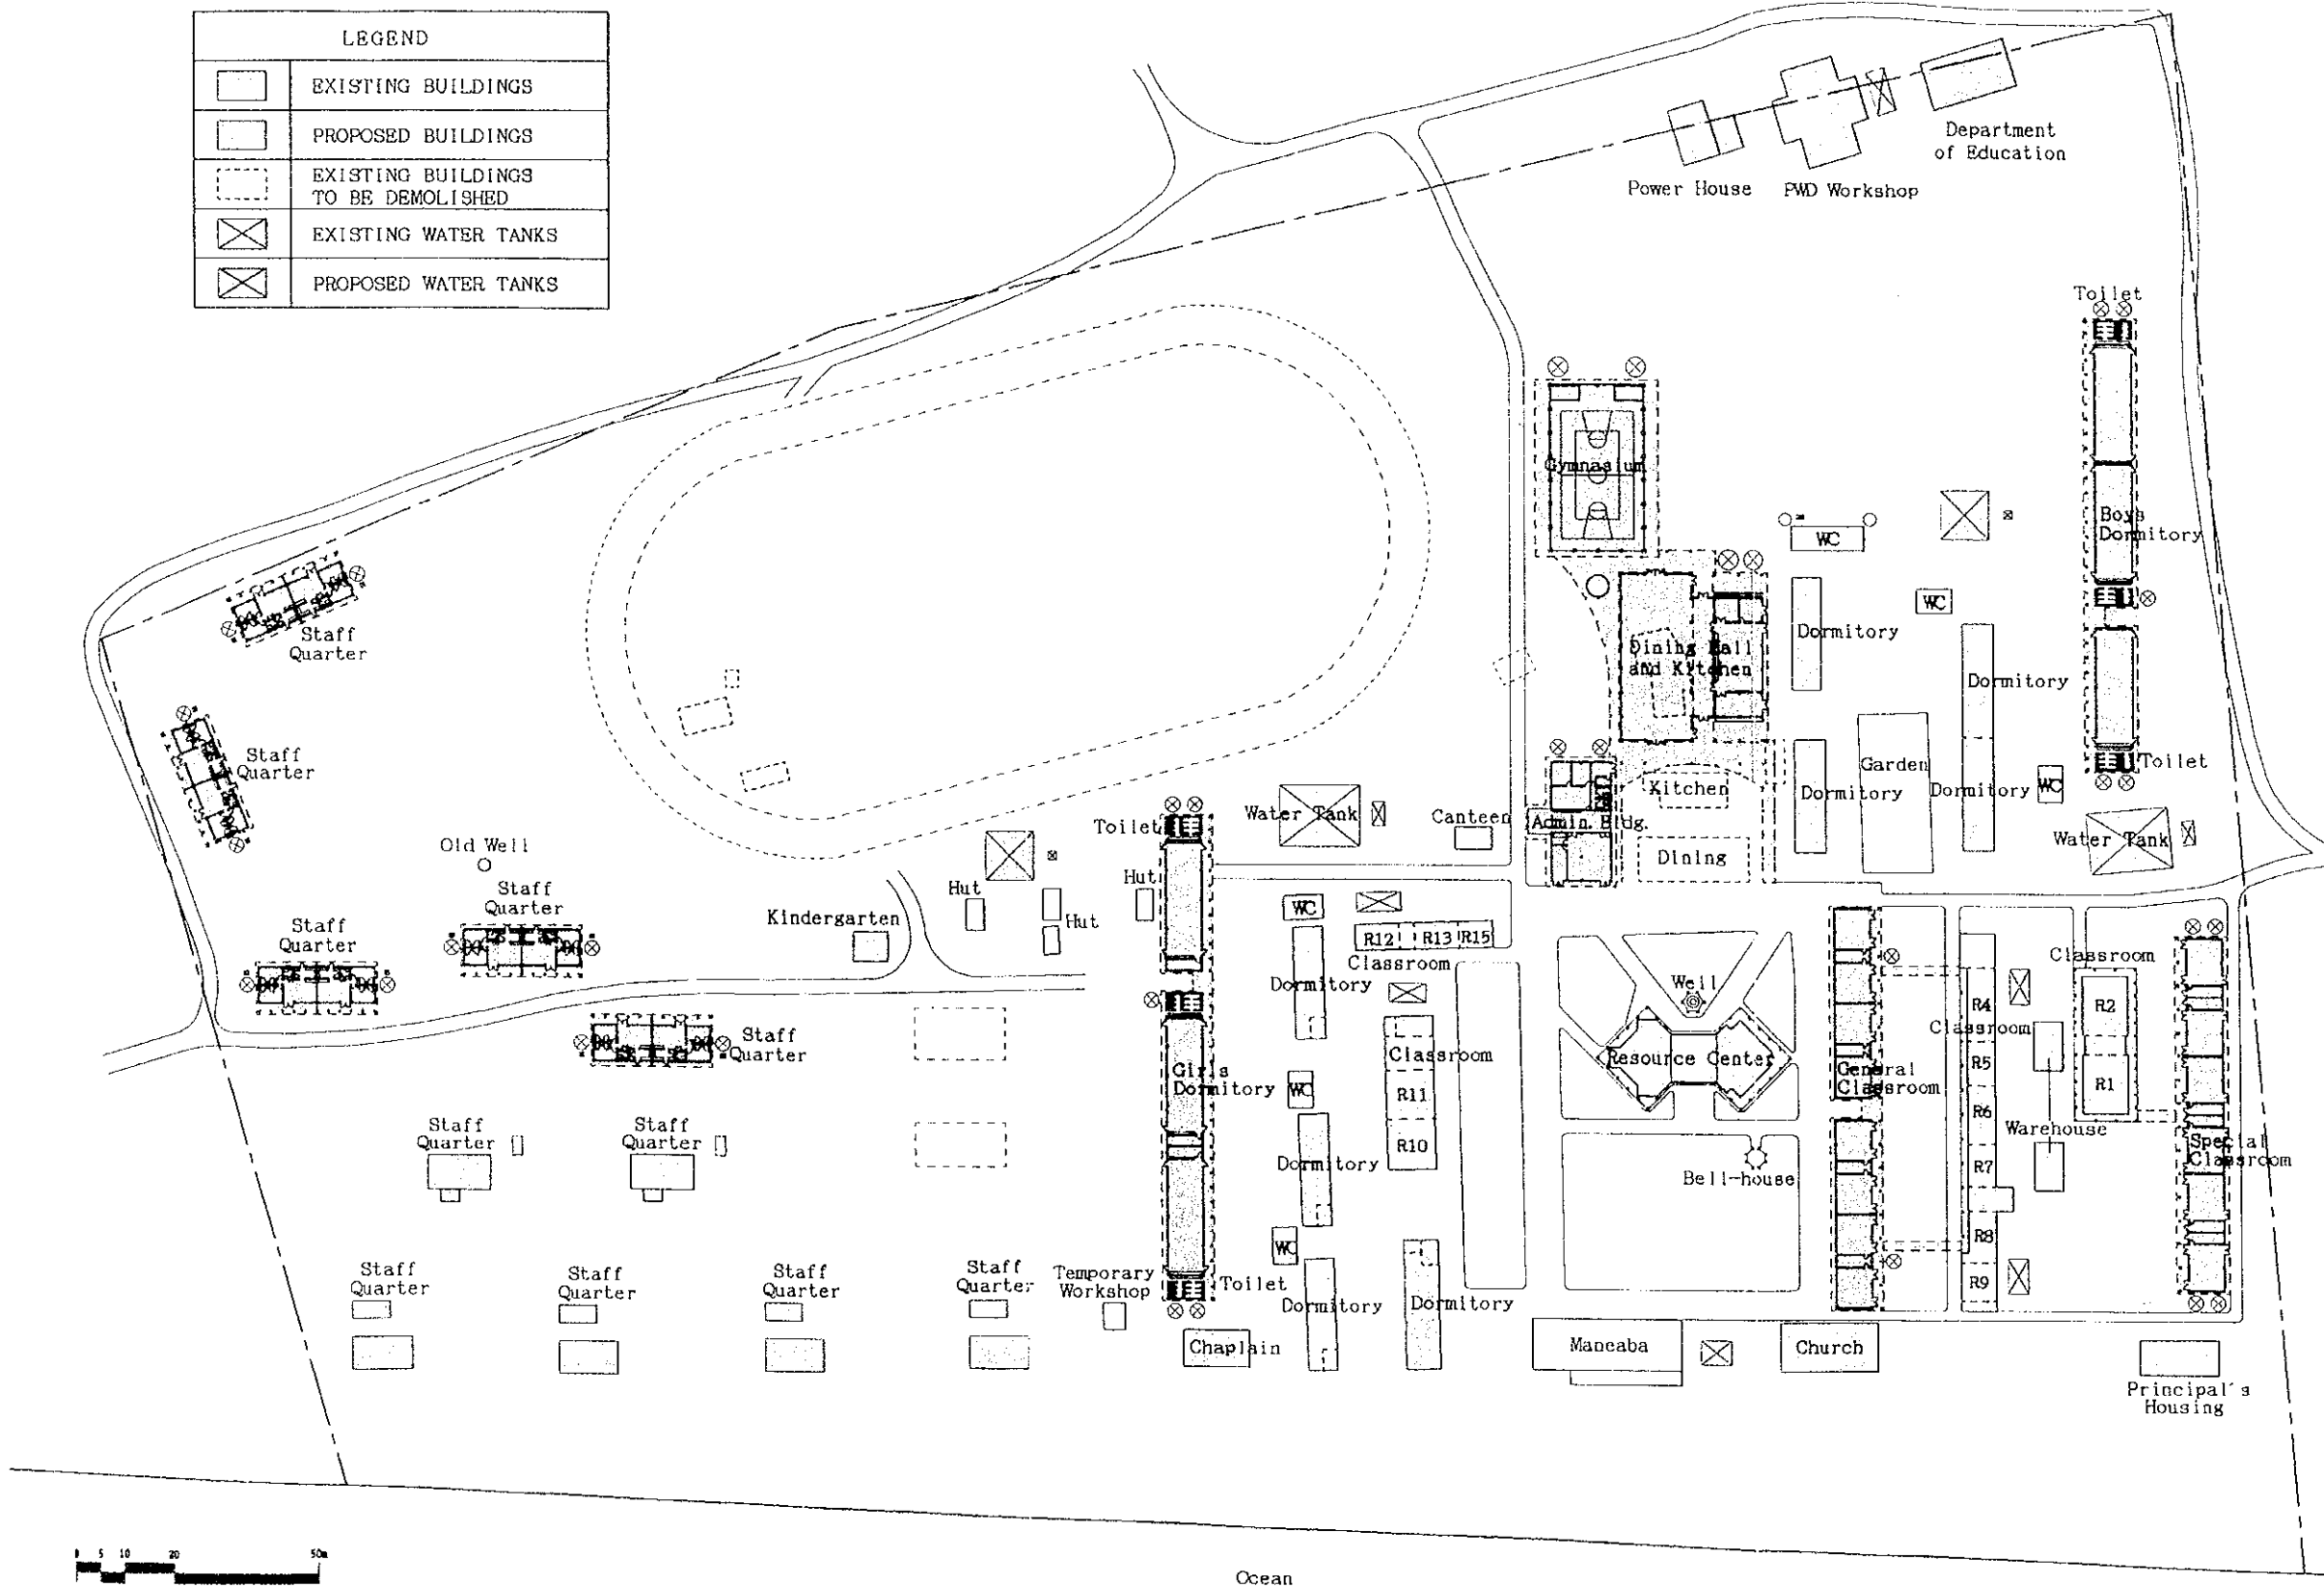 LEGEND
EXISTING BUILDINGS
PROPOSED BUILDINGS
EXISTING BUILDINGS
TO BE DEMOLISHED
EXISTING WATER TANKS
PROPOSED WATER TANKS
Department
of Education
Power House
PWD Workshop
Toilet
Gymnasium
Boys
Dormitory
WC
WC
Staff
Quarter
Dormitory
Dining Hall
and Kitchen
Dormitory
Staff
Quarter
Garden
Toilet
Kitchen
Dormitory
Dormitory
WC
Water Tank
Canteen
Admin. Bldg.
Toilet
Water Tank
Old Well
Dining
Hut
Hut
Staff
Quarter
Kindergarten
Hut
WC
Staff
Quarter
R12
R13
R15
Classroom
Classroom
Dormitory
Well
R4
R2
Classroom
Staff
Quarter
Classroom
Resource Center
R5
General
Classroom
Girls
Dormitory
WC
R11
R1
R6
Staff
Quarter
Staff
Quarter
R10
Warehouse
Special
Classroom
Dormitory
R7
Bell-house
WC
R8
Staff
Quarter
Staff
Quarter
Staff
Quarter
Staff
Quarter
Temporary
Workshop
Toilet
R9
Dormitory
Dormitory
Chaplain
Maneaba
Church
Principal's
Housing
0 5 10 20 50m
Ocean